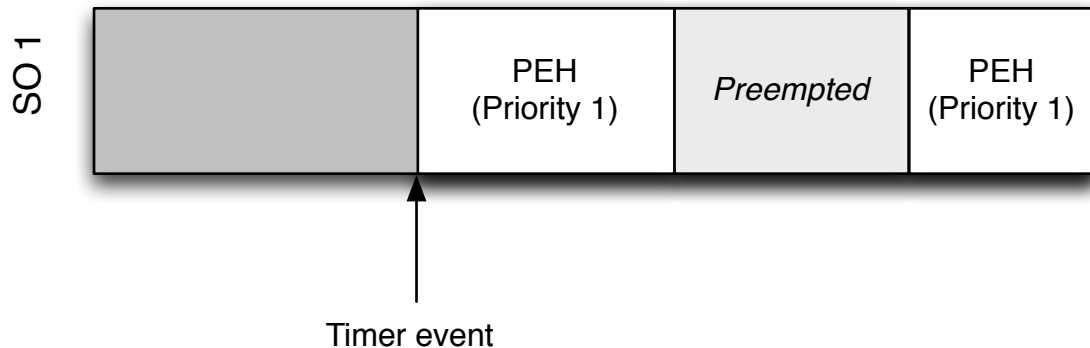 SO 1
PEH
(Priority 1)
Preempted
PEH
(Priority 1)
Timer event